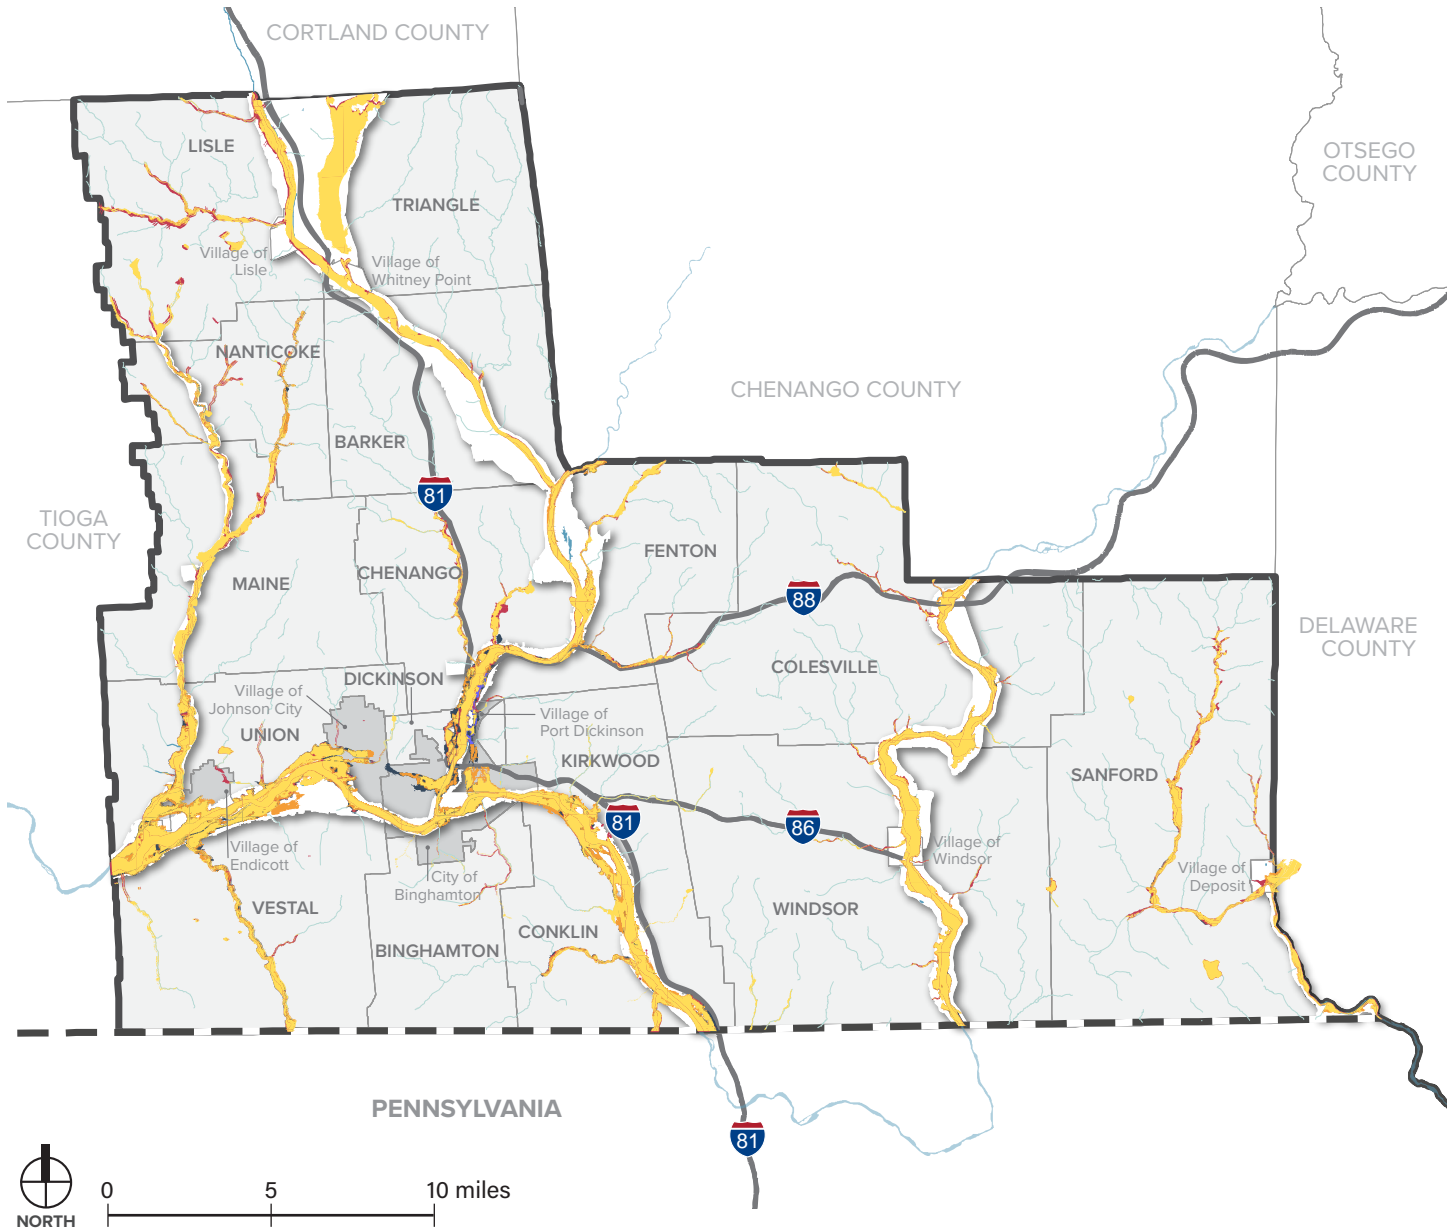 CORTLAND COUNTY
LISLE
OTSEGO
COUNTY
TRIANGLE
Village of
Lisle
Village of
Whitney Point
NANTICOKE
CHENANGO COUNTY
BARKER
81
TIOGA
COUNTY
FENTON
MAINE
CHENANGO
88
DELAWARE
COUNTY
COLESVILLE
DICKINSON
Village of
Johnson City
UNION
Village of
Port Dickinson
KIRKWOOD
SANFORD
81
86
Village of
Endicott
Village of
Windsor
City of
Binghamton
Village of
Deposit
VESTAL
WINDSOR
CONKLIN
BINGHAMTON
PENNSYLVANIA
81
NORTH
0 5 10 miles